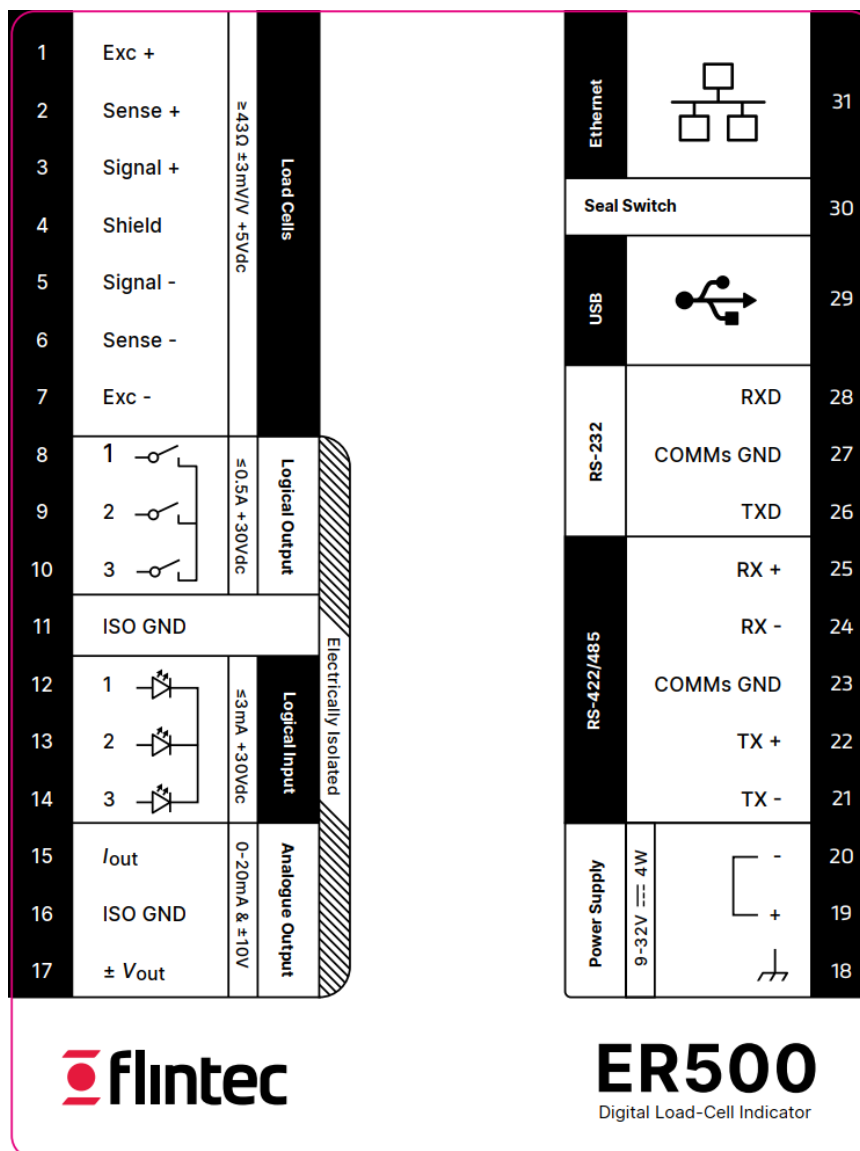 1 Exc +
2 Sense +
3 Signal +
4 Shield
5 Signal -
6 Sense -
7 Exc -
≥43Ω ±3mV/V +5Vdc
Load Cells
8 1
9 2
10 3
≤0.5A +30Vdc
Logical Output
11 ISO GND
12 1
13 2
14 3
≤3mA +30Vdc
Logical Input
Electrically Isolated
15 Iout
16 ISO GND
17 ± Vout
0-20mA & ±10V
Analogue Output
Ethernet 31
Seal Switch 30
USB 29
RS-232
RXD 28
COMMs GND 27
TXD 26
RS-422/485
RX + 25
RX - 24
COMMs GND 23
TX + 22
TX - 21
Power Supply
9-32V ⎓ 4W
- 20
+ 19
18
flintec
ER500
Digital Load-Cell Indicator